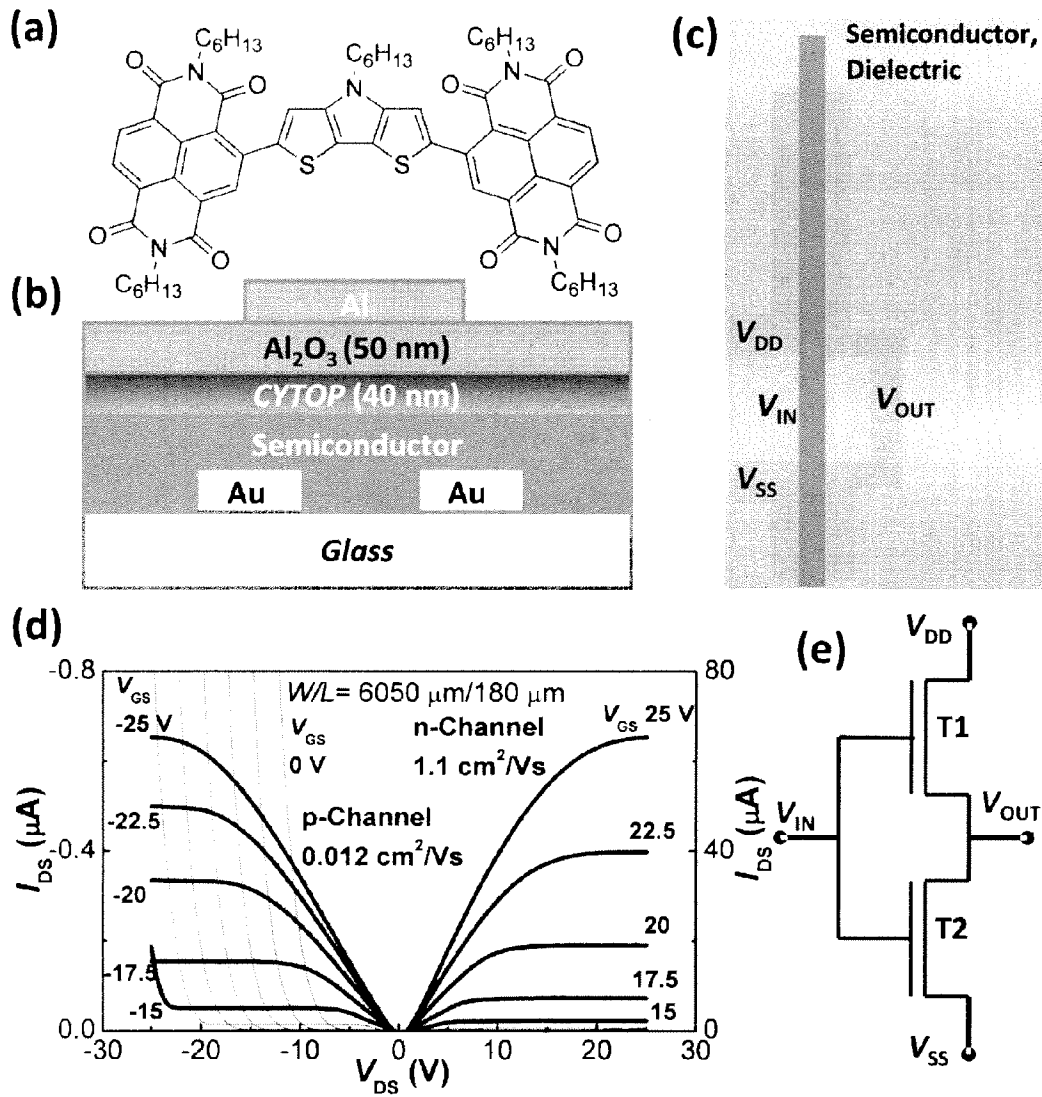 (a)
C6H13
C6H13
C6H13
O
N
O
N
O
N
O
S
S
O
N
O
O
N
O
C6H13
C6H13
(b)
Al
Al2O3 (50 nm)
CYTOP (40 nm)
Semiconductor
Au
Au
Glass
(c)
Semiconductor,
Dielectric
VDD
VIN
VOUT
VSS
(d)
-0.8
-0.4
0.0
IDS (μA)
VGS
-25 V
-22.5
-20
-17.5
-15
W/L= 6050 μm/180 μm
VGS
0 V
n-Channel
1.1 cm²/Vs
p-Channel
0.012 cm²/Vs
VGS 25 V
22.5
20
17.5
15
80
40
0
IDS (μA)
-30
-20
-10
0
10
20
30
VDS (V)
(e)
VDD
T1
VIN
VOUT
T2
VSS